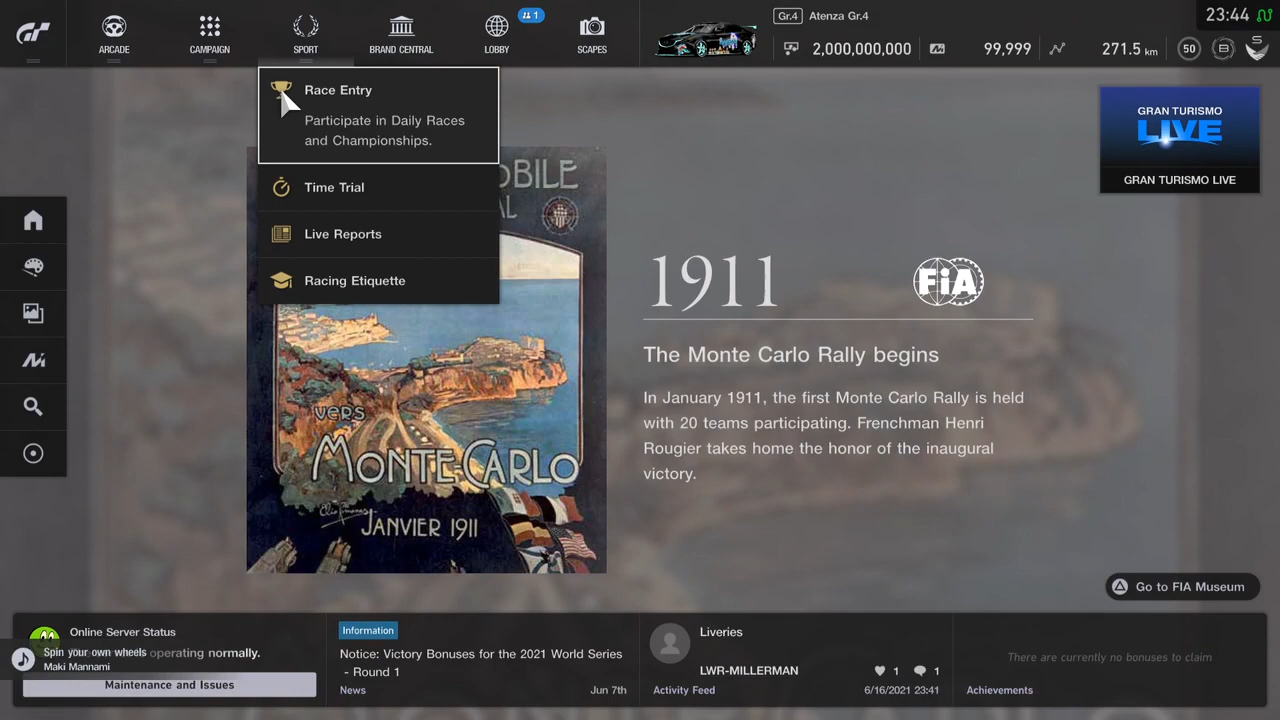 ARCADE
CAMPAIGN
SPORT
BRAND CENTRAL
LOBBY
1
SCAPES
Gr.4 Atenza Gr.4
2,000,000,000
99,999
271.5 km
50
B
S
23:44
Race Entry
Participate in Daily Races
and Championships.
Time Trial
Live Reports
Racing Etiquette
GRAN TURISMO
LIVE
GRAN TURISMO LIVE
OBILE
AL
VERS
MONTE-CARLO
JANVIER 1911
1911
FiA
The Monte Carlo Rally begins
In January 1911, the first Monte Carlo Rally is held
with 20 teams participating. Frenchman Henri
Rougier takes home the honor of the inaugural
victory.
Go to FIA Museum
Online Server Status
operating normally.
Spin your own wheels
Maki Mannami
Maintenance and Issues
Information
Notice: Victory Bonuses for the 2021 World Series
- Round 1
News
Jun 7th
Liveries
LWR-MILLERMAN
1
1
Activity Feed
6/16/2021 23:41
There are currently no bonuses to claim
Achievements